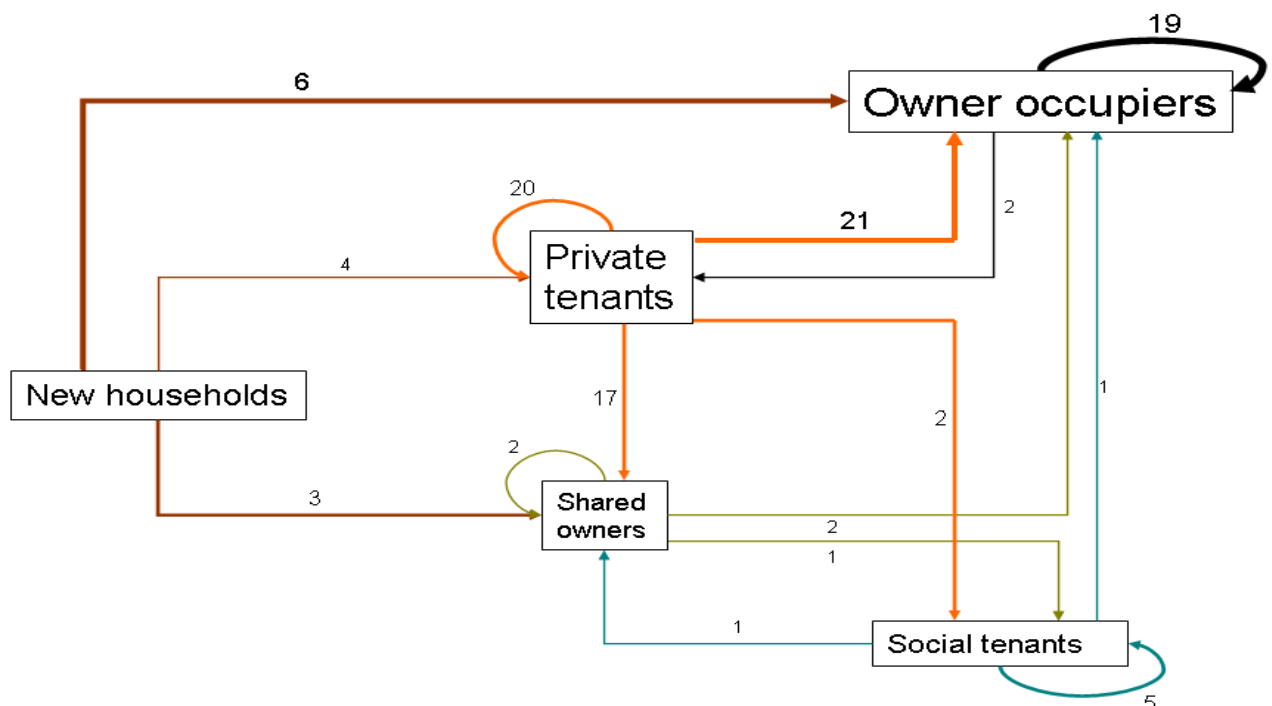 19
6
Owner occupiers
20
21
2
Private
tenants
4
New households
17
2
1
2
3
Shared
owners
2
1
1
Social tenants
5